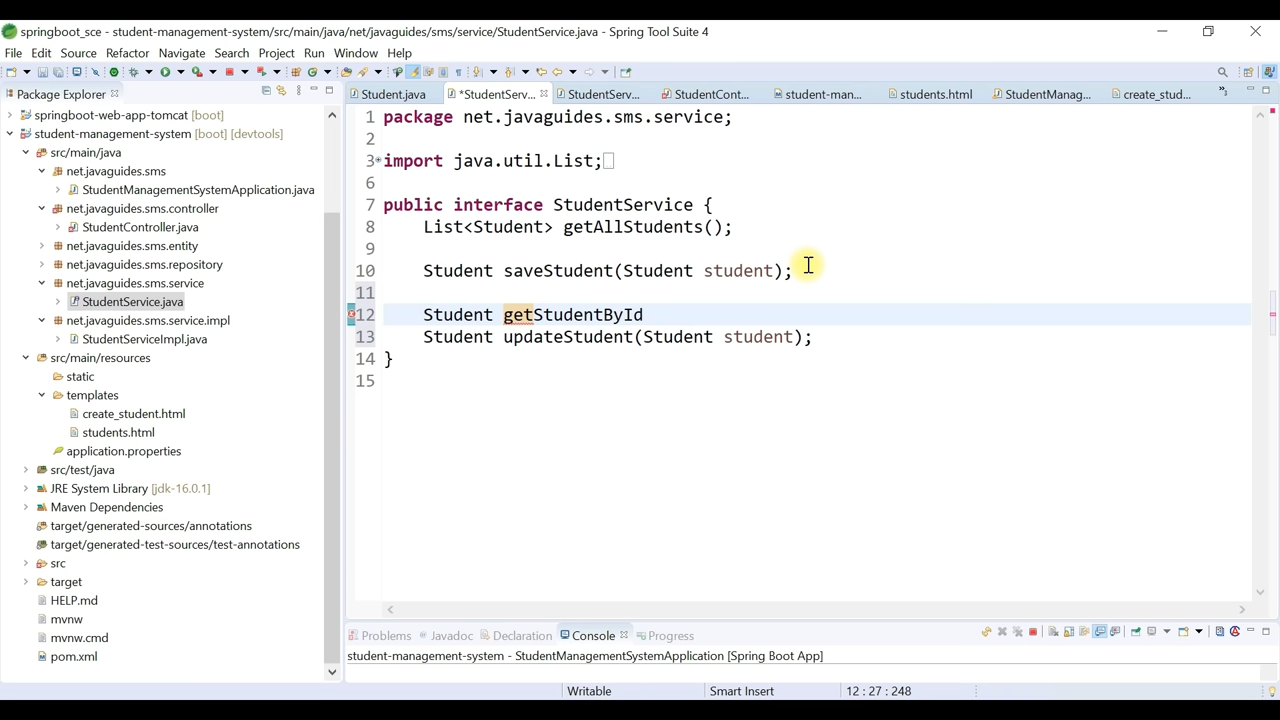 springboot_sce - student-management-system/src/main/java/net/javaguides/sms/service/StudentService.java - Spring Tool Suite 4
File Edit Source Refactor Navigate Search Project Run Window Help
Package Explorer
Student.java *StudentServ... StudentServ... StudentCont... student-man... students.html StudentManag... create_stud...
springboot-web-app-tomcat [boot]
student-management-system [boot] [devtools]
src/main/java
net.javaguides.sms
StudentManagementSystemApplication.java
net.javaguides.sms.controller
StudentController.java
net.javaguides.sms.entity
net.javaguides.sms.repository
net.javaguides.sms.service
StudentService.java
net.javaguides.sms.service.impl
StudentServiceImpl.java
src/main/resources
static
templates
create_student.html
students.html
application.properties
src/test/java
JRE System Library [jdk-16.0.1]
Maven Dependencies
target/generated-sources/annotations
target/generated-test-sources/test-annotations
src
target
HELP.md
mvnw
mvnw.cmd
pom.xml
1 package net.javaguides.sms.service;
2
3 import java.util.List;
6
7 public interface StudentService {
8 List<Student> getAllStudents();
9
10 Student saveStudent(Student student);
11
12 Student getStudentById
13 Student updateStudent(Student student);
14 }
15
Problems Javadoc Declaration Console Progress
student-management-system - StudentManagementSystemApplication [Spring Boot App]
Writable Smart Insert 12 : 27 : 248